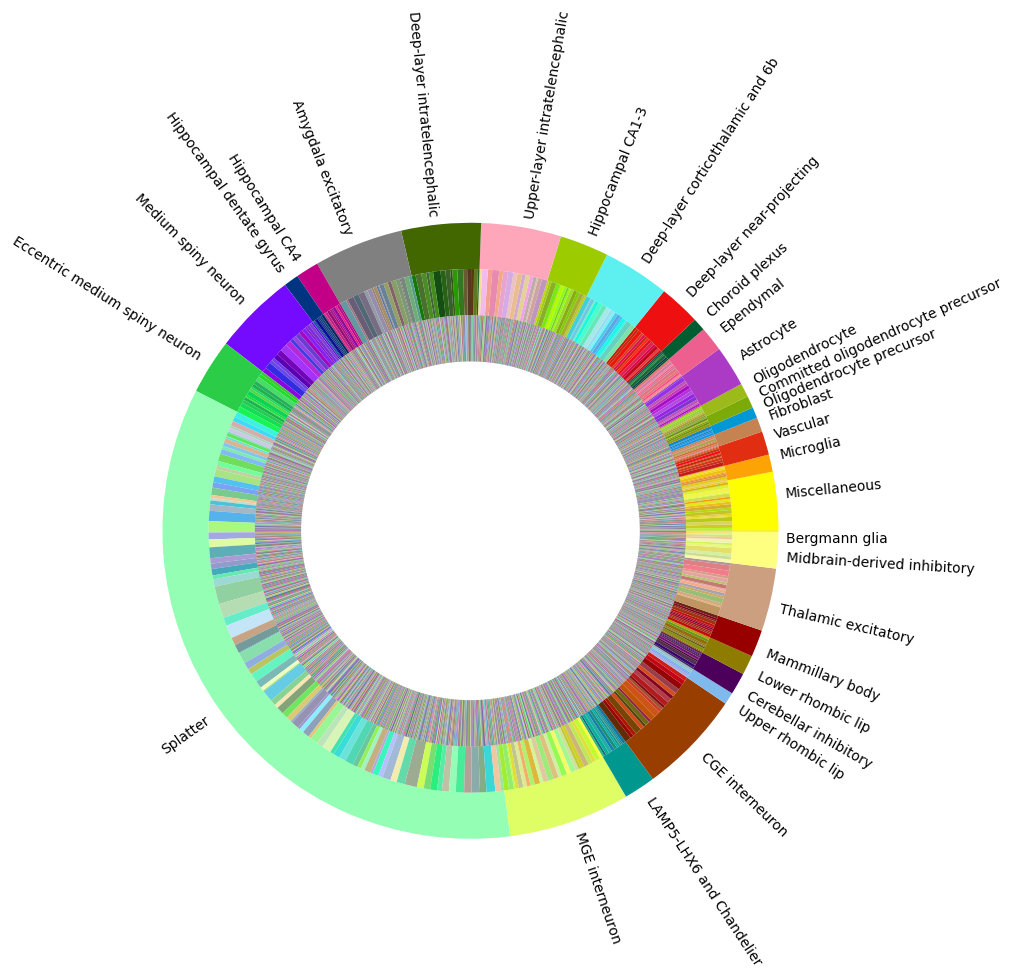 Deep-layer intratelencephalic
Upper-layer intratelencephalic
Hippocampal CA1-3
Deep-layer corticothalamic and 6b
Deep-layer near-projecting
Choroid plexus
Ependymal
Astrocyte
Oligodendrocyte
Committed oligodendrocyte precursor
Oligodendrocyte precursor
Fibroblast
Vascular
Microglia
Miscellaneous
Bergmann glia
Midbrain-derived inhibitory
Thalamic excitatory
Mammillary body
Lower rhombic lip
Cerebellar inhibitory
Upper rhombic lip
CGE interneuron
LAMP5-LHX6 and Chandelier
MGE interneuron
Splatter
Eccentric medium spiny neuron
Medium spiny neuron
Hippocampal dentate gyrus
Hippocampal CA4
Amygdala excitatory